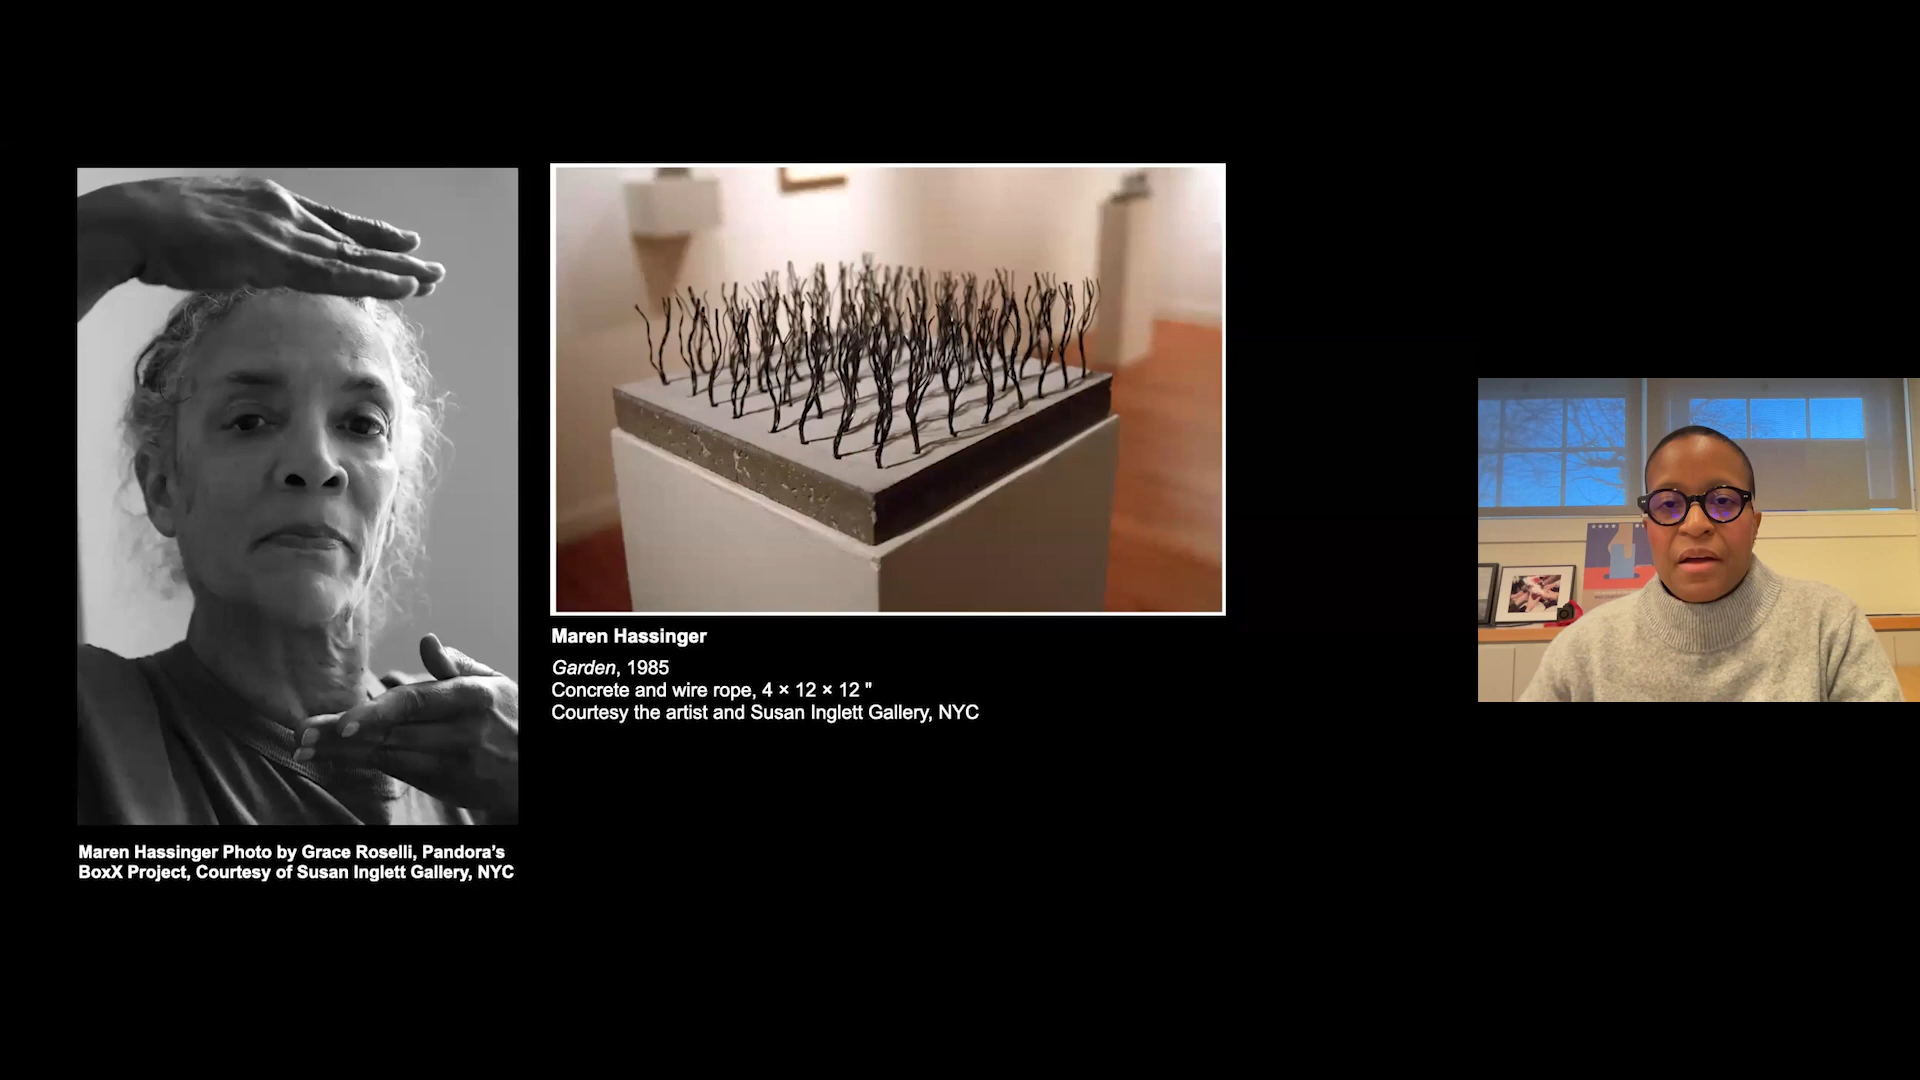 Maren Hassinger
Garden, 1985
Concrete and wire rope, 4 × 12 × 12 "
Courtesy the artist and Susan Inglett Gallery, NYC
Maren Hassinger Photo by Grace Roselli, Pandora’s
BoxX Project, Courtesy of Susan Inglett Gallery, NYC